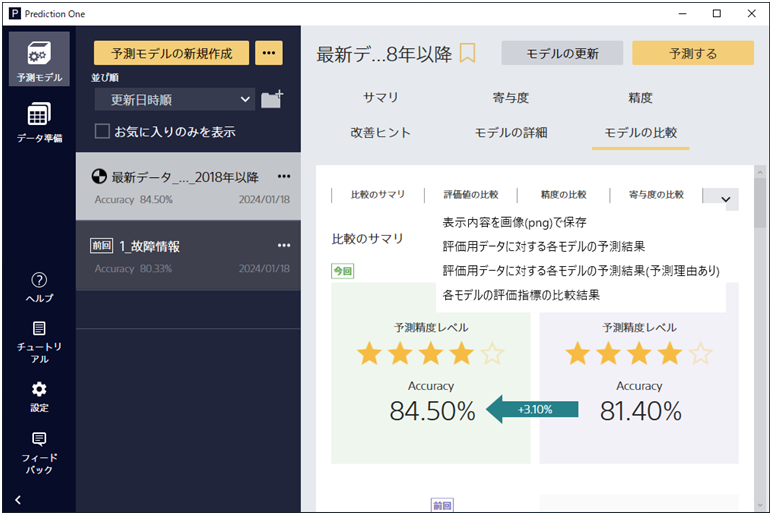 Prediction One
予測モデル
データ準備
ヘルプ
チュートリ
アル
設定
フィード
バック
予測モデルの新規作成
並び順
更新日時順
お気に入りのみを表示
最新データ_..._2018年以降
Accuracy 84.50% 2024/01/18
前回 1_故障情報
Accuracy 80.33% 2024/01/18
最新デ...8年以降
モデルの更新
予測する
サマリ 寄与度 精度
改善ヒント モデルの詳細 モデルの比較
比較のサマリ 評価値の比較 精度の比較 寄与度の比較
表示内容を画像(png)で保存
評価用データに対する各モデルの予測結果
評価用データに対する各モデルの予測結果(予測理由あり)
各モデルの評価指標の比較結果
比較のサマリ
今回
予測精度レベル
Accuracy
84.50%
+3.10%
予測精度レベル
Accuracy
81.40%
前回